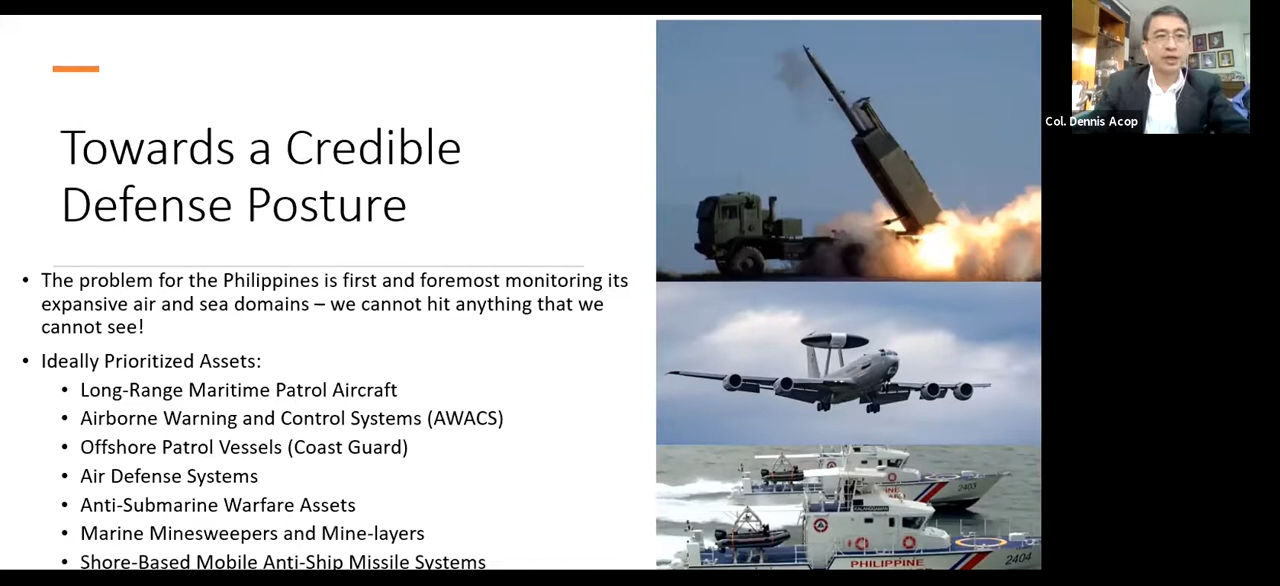 Towards a Credible
Defense Posture
• The problem for the Philippines is first and foremost monitoring its
expansive air and sea domains – we cannot hit anything that we
cannot see!
• Ideally Prioritized Assets:
• Long-Range Maritime Patrol Aircraft
• Airborne Warning and Control Systems (AWACS)
• Offshore Patrol Vessels (Coast Guard)
• Air Defense Systems
• Anti-Submarine Warfare Assets
• Marine Minesweepers and Mine-layers
• Shore-Based Mobile Anti-Ship Missile Systems
2403
2404
PHILIPPINE
Col. Dennis Acop